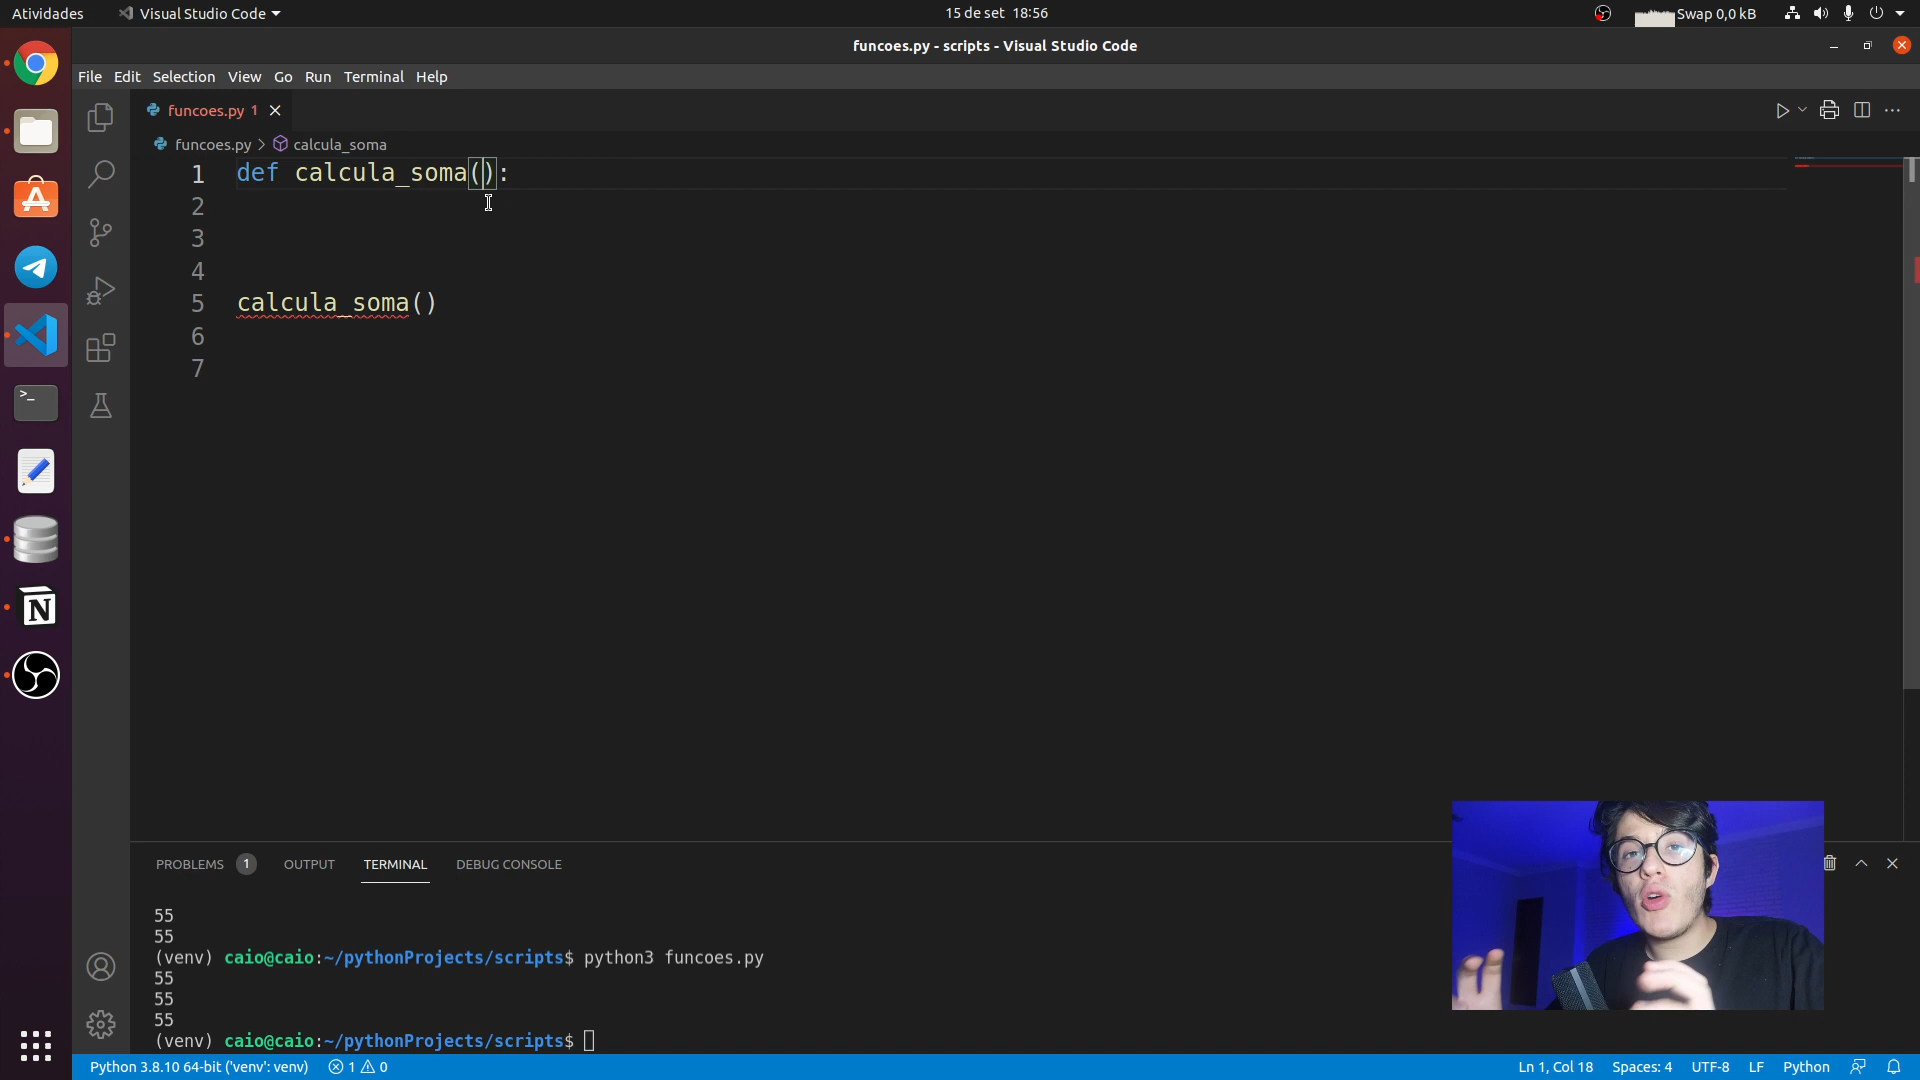 Atividades
Visual Studio Code
15 de set 18:56
Swap 0,0 kB
funcoes.py - scripts - Visual Studio Code
File Edit Selection View Go Run Terminal Help
funcoes.py 1
funcoes.py > calcula_soma
1 def calcula_soma():
2
3
4
5 calcula_soma()
6
7
PROBLEMS 1 OUTPUT TERMINAL DEBUG CONSOLE
55
55
(venv) caio@caio:~/pythonProjects/scripts$ python3 funcoes.py
55
55
55
(venv) caio@caio:~/pythonProjects/scripts$
Python 3.8.10 64-bit ('venv': venv) 1 0 Ln 1, Col 18 Spaces: 4 UTF-8 LF Python